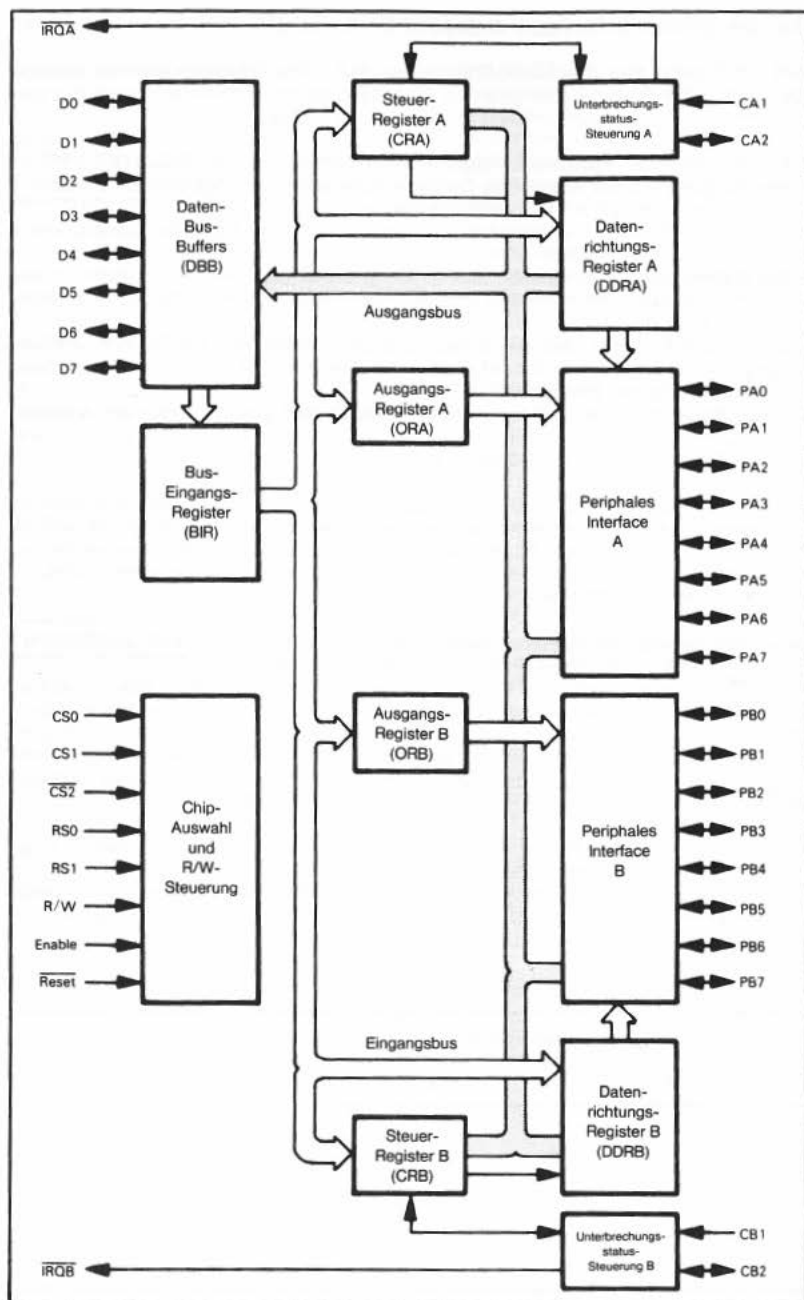 IRQA
D0
D1
D2
D3
D4
D5
D6
D7
Daten-
Bus-
Buffers
(DBB)
Steuer-
Register A
(CRA)
Unterbrechungs-
status-
Steuerung A
CA1
CA2
Daten-
richtungs-
Register A
(DDRA)
Ausgangsbus
Bus-
Eingangs-
Register
(BIR)
Ausgangs-
Register A
(ORA)
Periphales
Interface
A
PA0
PA1
PA2
PA3
PA4
PA5
PA6
PA7
CS0
CS1
CS2
RS0
RS1
R/W
Enable
Reset
Chip-
Auswahl
und
R/W-
Steuerung
Ausgangs-
Register B
(ORB)
Periphales
Interface
B
PB0
PB1
PB2
PB3
PB4
PB5
PB6
PB7
Eingangsbus
Steuer-
Register B
(CRB)
Daten-
richtungs-
Register B
(DDRB)
Unterbrechungs-
status-
Steuerung B
CB1
CB2
IRQB